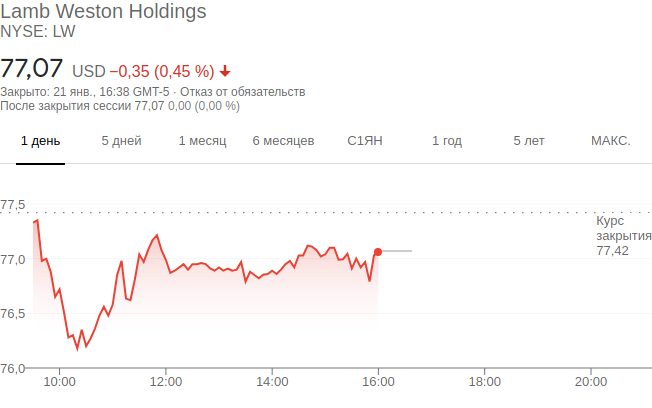 Lamb Weston Holdings
NYSE: LW
77,07 USD −0,35 (0,45 %)
Закрыто: 21 янв., 16:38 GMT-5 · Отказ от обязательств
После закрытия сессии 77,07 0,00 (0,00 %)
1 день 5 дней 1 месяц 6 месяцев С1ЯН 1 год 5 лет МАКС.
77,5
Курс
закрытия
77,42
77,0
76,5
76,0
10:00 12:00 14:00 16:00 18:00 20:00